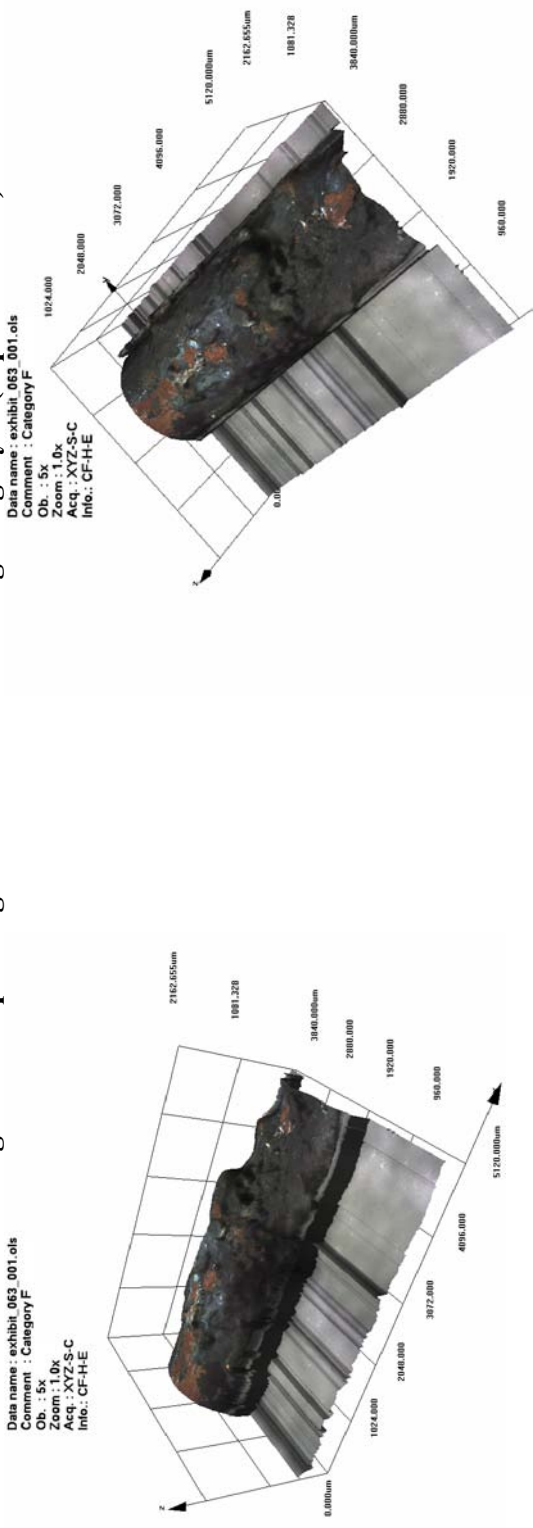 Data name : exhibit_063_001.ols
Comment : Category F
Ob. : 5x
Zoom : 1.0x
Acq. : XYZ-S-C
Info.: CF-H-E
z
2162.655um
1081.328
3840.000um
2880.000
1920.000
960.000
5120.000um
4096.000
3072.000
2048.000
1024.000
0.000um
Data name : exhibit_063_001.ols
Comment : Category F
Ob. : 5x
Zoom : 1.0x
Acq. : XYZ-S-C
Info.: CF-H-E
1024.000
2048.000
3072.000
4096.000
5120.000um
2162.655um
1081.328
3840.000um
2880.000
1920.000
960.000
z